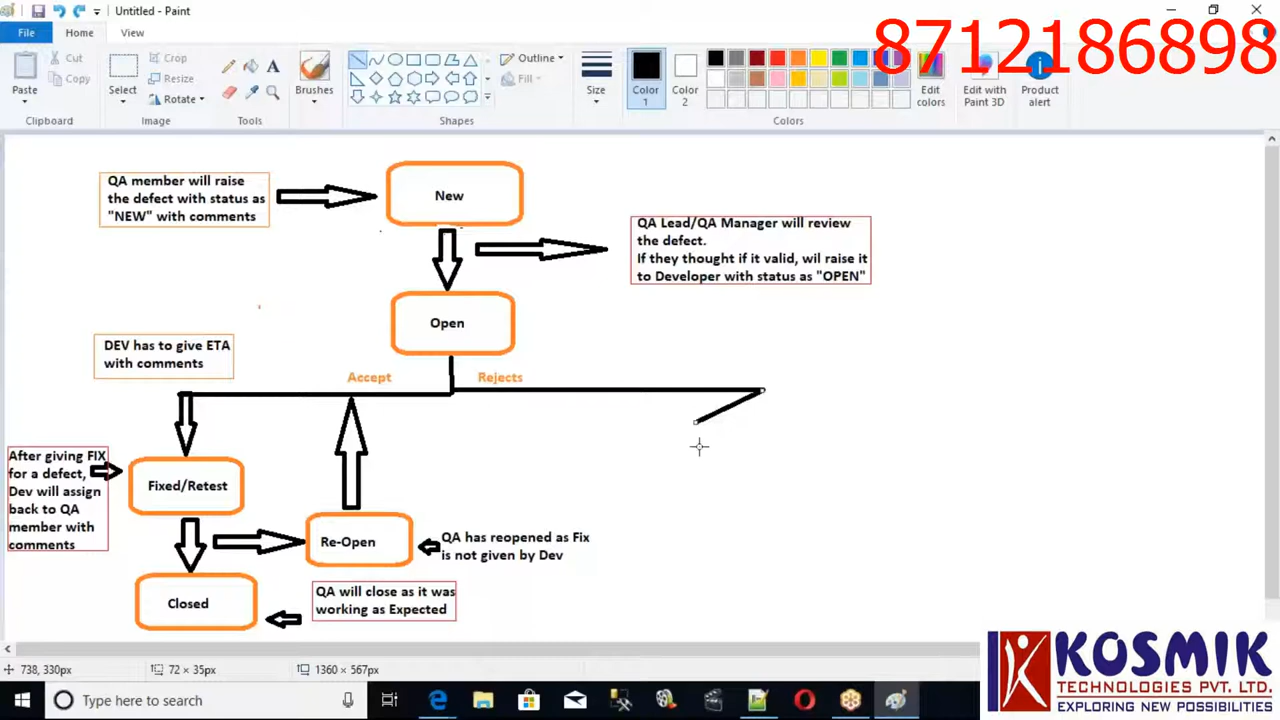 Untitled - Paint
8712186898
File
Home
View
Paste
Cut
Copy
Clipboard
Select
Crop
Resize
Rotate
Image
A
Tools
Brushes
Outline
Fill
Shapes
Size
Color
1
Color
2
Edit
colors
Edit with
Paint 3D
Product
alert
Colors
QA member will raise
the defect with status as
"NEW" with comments
New
QA Lead/QA Manager will review
the defect.
If they thought if it valid, wil raise it
to Developer with status as "OPEN"
Open
DEV has to give ETA
with comments
Accept
Rejects
After giving FIX
for a defect,
Dev will assign
back to QA
member with
comments
Fixed/Retest
Re-Open
QA has reopened as Fix
is not given by Dev
Closed
QA will close as it was
working as Expected
738, 330px
72 × 35px
1360 × 567px
Type here to search
KOSMIK
TECHNOLOGIES PVT. LTD.
EXPLORING NEW POSSIBILITIES